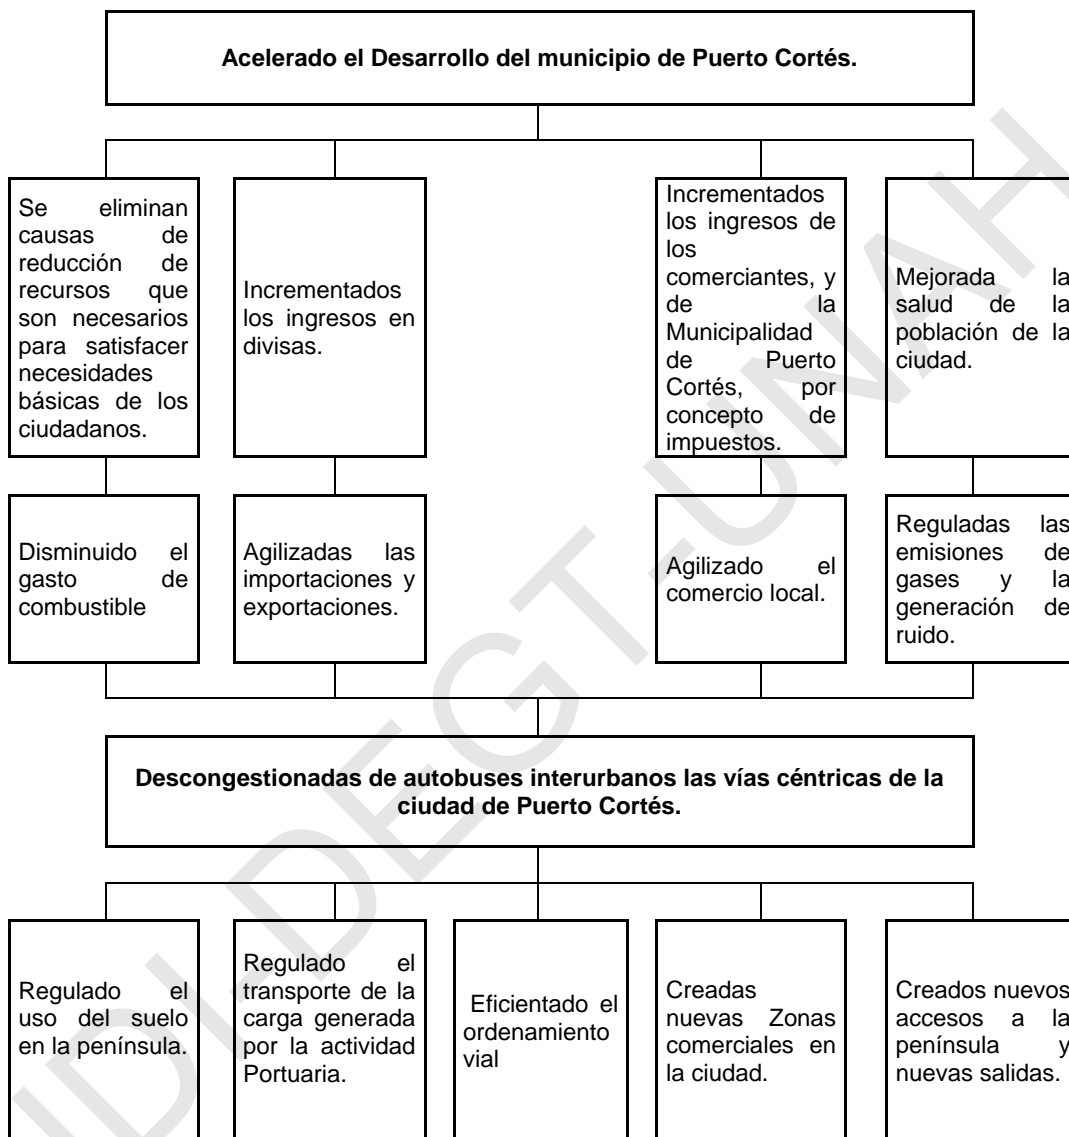 Acelerado el Desarrollo del municipio de Puerto Cortés.
Se eliminan
causas de
reducción de
recursos que
son necesarios
para satisfacer
necesidades
básicas de los
ciudadanos.
Incrementados
los ingresos en
divisas.
Incrementados
los ingresos de
los
comerciantes, y
de la
Municipalidad
de Puerto
Cortés, por
concepto de
impuestos.
Mejorada la
salud de la
población de la
ciudad.
Disminuido el
gasto de
combustible
Agilizadas las
importaciones y
exportaciones.
Agilizado el
comercio local.
Reguladas las
emisiones de
gases y la
generación de
ruido.
Descongestionadas de autobuses interurbanos las vías céntricas de la
ciudad de Puerto Cortés.
Regulado el
uso del suelo
en la península.
Regulado el
transporte de la
carga generada
por la actividad
Portuaria.
Eficientado el
ordenamiento
vial
Creadas
nuevas Zonas
comerciales en
la ciudad.
Creados nuevos
accesos a la
península y
nuevas salidas.
UDI-DEGT-UNAH